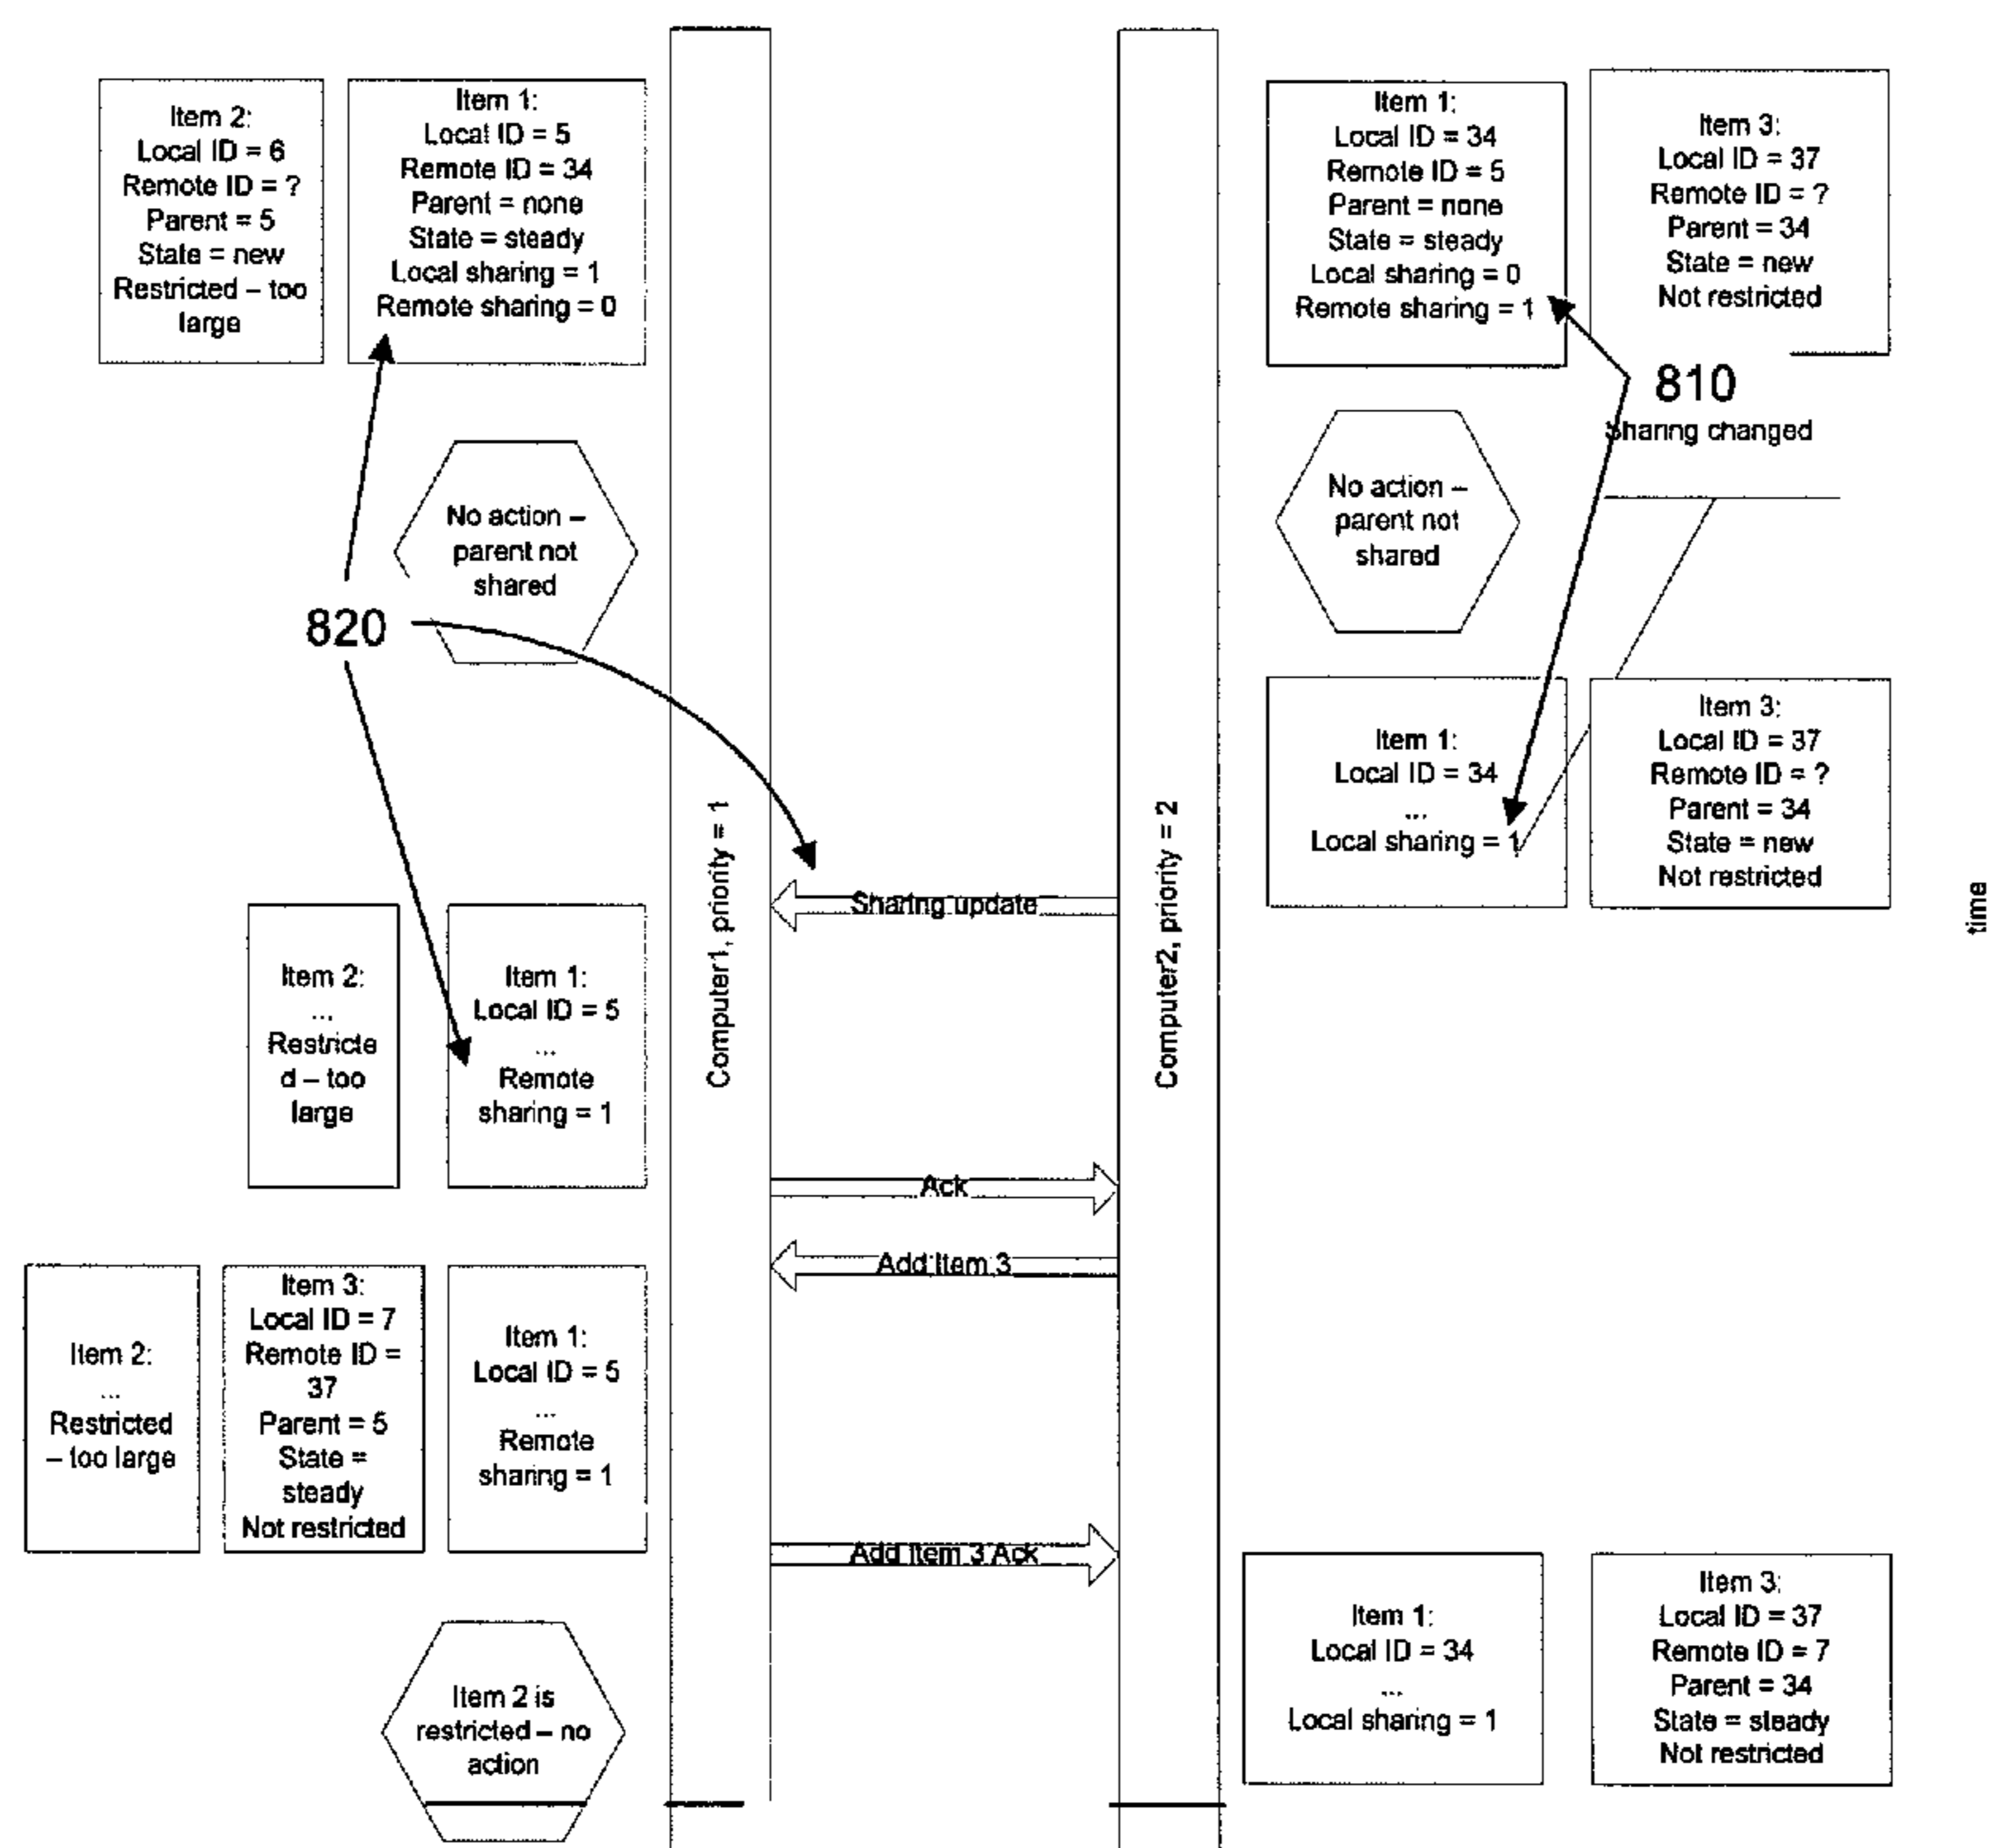 Item 2:
Local ID = 6
Remote ID = ?
Parent = 5
State = new
Restricted – too
large
Item 1:
Local ID = 5
Remote ID = 34
Parent = none
State = steady
Local sharing = 1
Remote sharing = 0
Item 1:
Local ID = 34
Remote ID = 5
Parent = none
State = steady
Local sharing = 0
Remote sharing = 1
Item 3:
Local ID = 37
Remote ID = ?
Parent = 34
State = new
Not restricted
810
Sharing changed
No action –
parent not
shared
No action –
parent not
shared
820
Item 1:
Local ID = 34
...
Local sharing = 1
Item 3:
Local ID = 37
Remote ID = ?
Parent = 34
State = new
Not restricted
Computer1, priority = 1
Computer2, priority = 2
time
Sharing update
Item 2:
...
Restricte
d – too
large
Item 1:
Local ID = 5
...
Remote
sharing = 1
Ack
Add Item 3
Item 2:
...
Restricted
– too large
Item 3:
Local ID = 7
Remote ID =
37
Parent = 5
State =
steady
Not restricted
Item 1:
Local ID = 5
...
Remote
sharing = 1
Add Item 3 Ack
Item 1:
Local ID = 34
...
Local sharing = 1
Item 3:
Local ID = 37
Remote ID = 7
Parent = 34
State = steady
Not restricted
Item 2 is
restricted – no
action